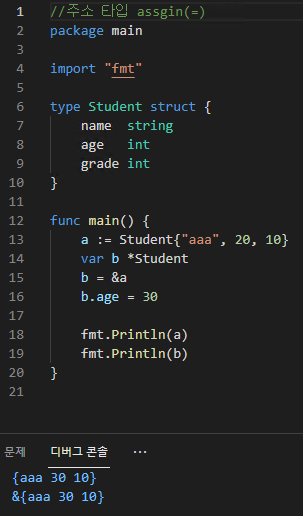 1 //주소 타입 assgin(=)
2 package main
3
4 import "fmt"
5
6 type Student struct {
7     name  string
8     age   int
9     grade int
10 }
11
12 func main() {
13     a := Student{"aaa", 20, 10}
14     var b *Student
15     b = &a
16     b.age = 30
17
18     fmt.Println(a)
19     fmt.Println(b)
20 }
21
문제 디버그 콘솔 ...
{aaa 30 10}
&{aaa 30 10}